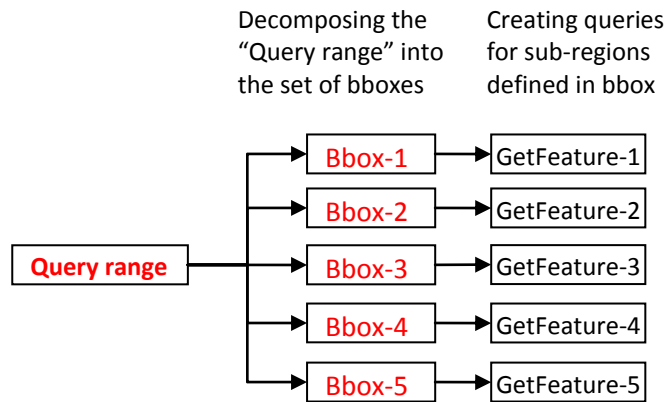 Decomposing the
“Query range” into
the set of bboxes
Creating queries
for sub-regions
defined in bbox
Query range
Bbox-1
GetFeature-1
Bbox-2
GetFeature-2
Bbox-3
GetFeature-3
Bbox-4
GetFeature-4
Bbox-5
GetFeature-5